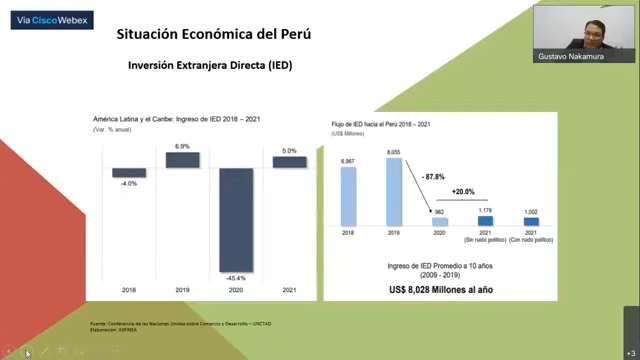 Via CiscoWebex
Situación Económica del Perú
Inversión Extranjera Directa (IED)
Gustavo Nakamura
América Latina y el Caribe: Ingreso de IED 2018 – 2021
(Var. % anual)
6.9%
5.0%
-4.0%
-45.4%
2018
2019
2020
2021
Flujo de IED hacia el Perú 2018 – 2021
(US$ Millones)
6,967
8,055
- 87.8%
+20.0%
982
1,178
1,002
2018
2019
2020
2021
2021
(Sin ruido político)
(Con ruido político)
Ingreso de IED Promedio a 10 años
(2009 - 2019)
US$ 8,028 Millones al año
Fuente: Conferencia de las Naciones Unidas sobre Comercio y Desarrollo – UNCTAD
Elaboración: ASPRISA
+3